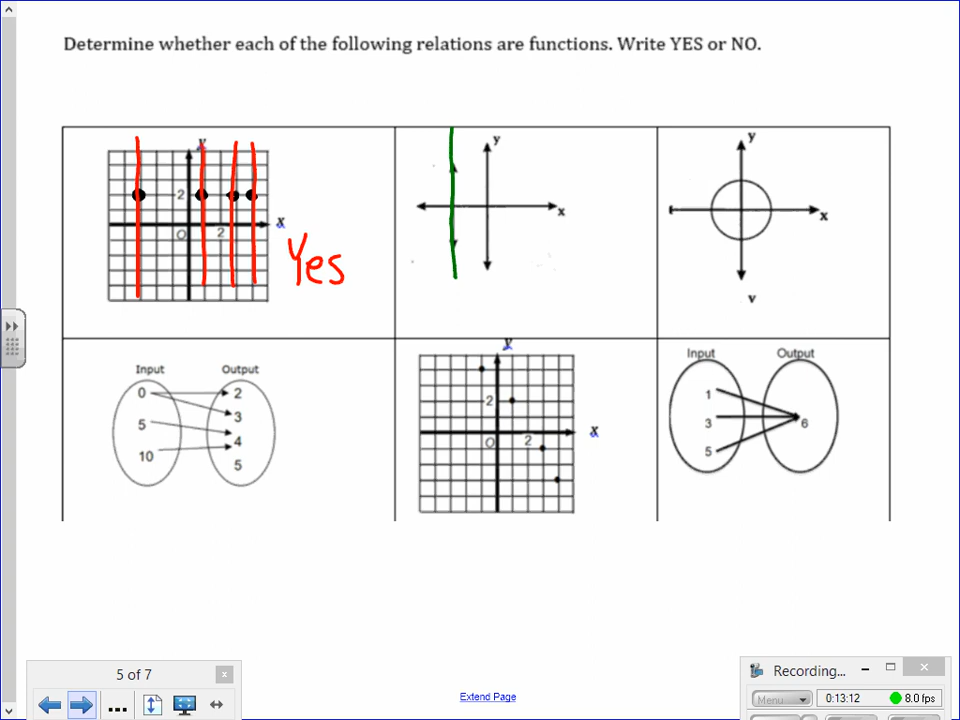 Determine whether each of the following relations are functions. Write YES or NO.
y
2
x
O
2
Yes
y
x
y
x
v
Input
Output
0
2
3
5
4
10
5
y
2
x
O
2
Input
Output
1
3
6
5
5 of 7
x
...
Extend Page
Recording...
Menu
0:13:12
8.0 fps